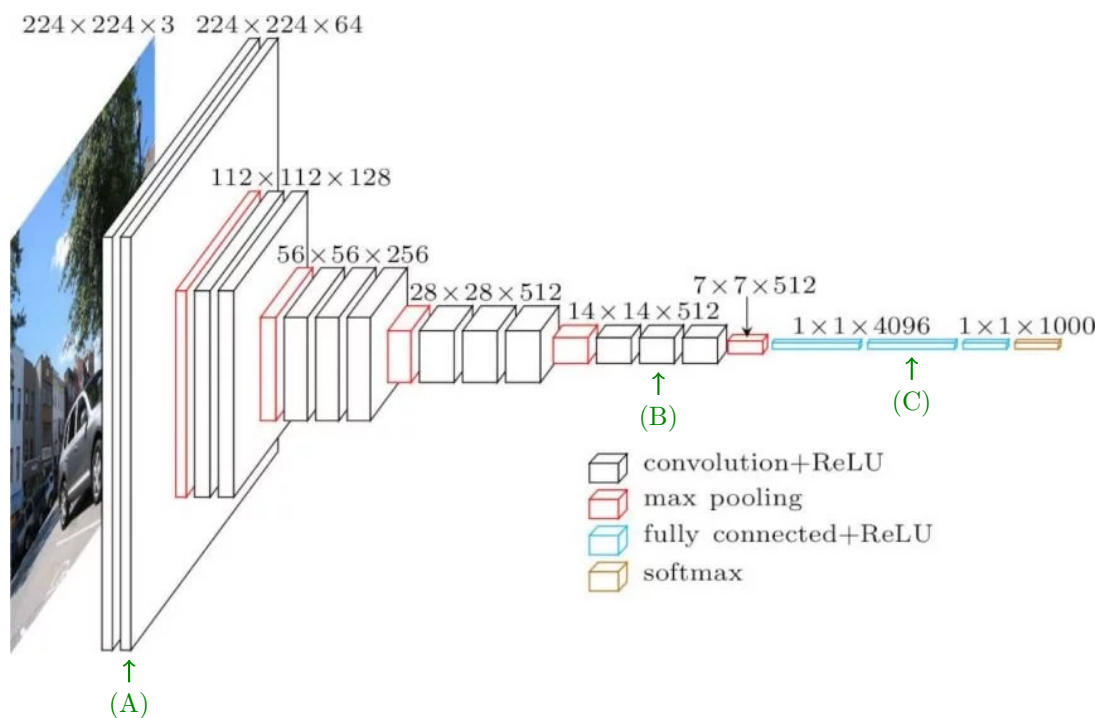 224×224×3
224×224×64
112×112×128
56×56×256
28×28×512
14×14×512
7×7×512
1×1×4096
1×1×1000
(B)
(C)
convolution+ReLU
max pooling
fully connected+ReLU
softmax
(A)